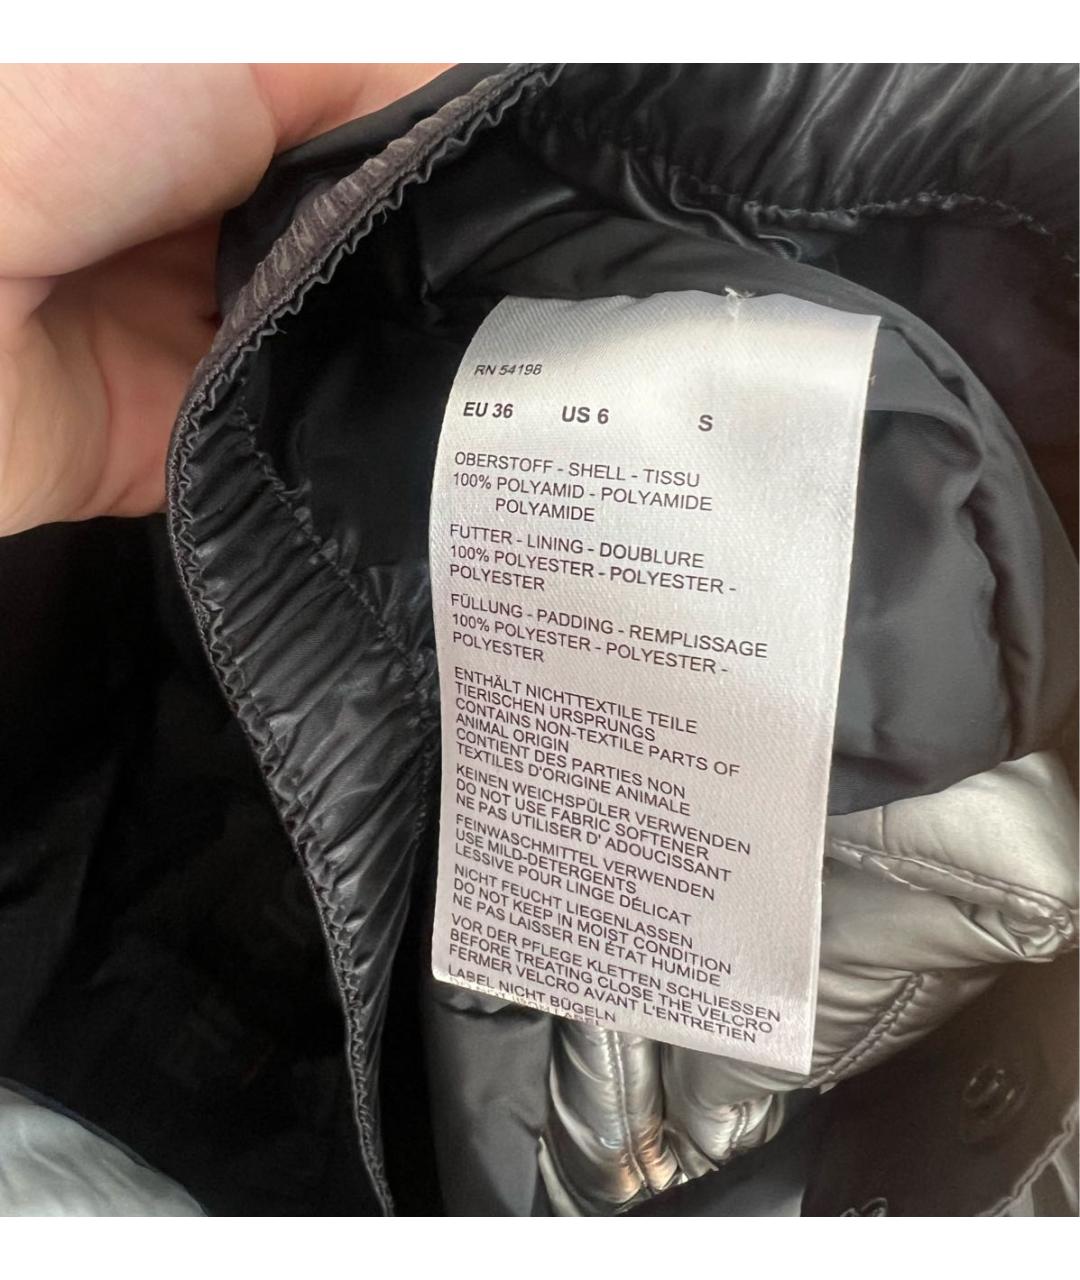 RN 54198
EU 36 US 6 S
OBERSTOFF - SHELL - TISSU
100% POLYAMID - POLYAMIDE
POLYAMIDE
FUTTER - LINING - DOUBLURE
100% POLYESTER - POLYESTER -
POLYESTER
FÜLLUNG - PADDING - REMPLISSAGE
100% POLYESTER - POLYESTER -
POLYESTER
ENTHÄLT NICHTTEXTILE TEILE
TIERISCHEN URSPRUNGS
CONTAINS NON-TEXTILE PARTS OF
ANIMAL ORIGIN
CONTIENT DES PARTIES NON
TEXTILES D'ORIGINE ANIMALE
KEINEN WEICHSPÜLER VERWENDEN
DO NOT USE FABRIC SOFTENER
NE PAS UTILISER D' ADOUCISSANT
FEINWASCHMITTEL VERWENDEN
USE MILD-DETERGENTS
LESSIVE POUR LINGE DÉLICAT
NICHT FEUCHT LIEGENLASSEN
DO NOT KEEP IN MOIST CONDITION
NE PAS LAISSER EN ÉTAT HUMIDE
VOR DER PFLEGE KLETTEN SCHLIESSEN
BEFORE TREATING CLOSE THE VELCRO
FERMER VELCRO AVANT L'ENTRETIEN
LABEL NICHT BÜGELN